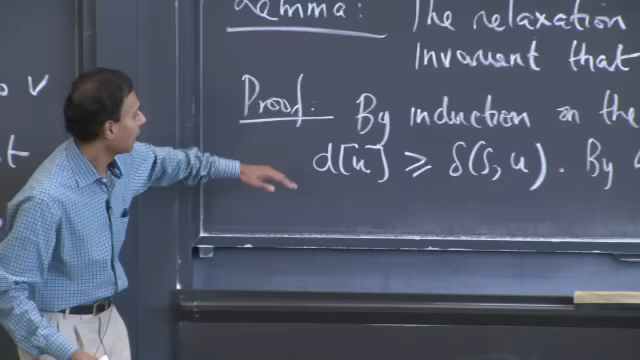 Lemma: The relaxation
Invariant that
Proof: By induction on the
d[u] ≥ δ(s, u). By
v
t